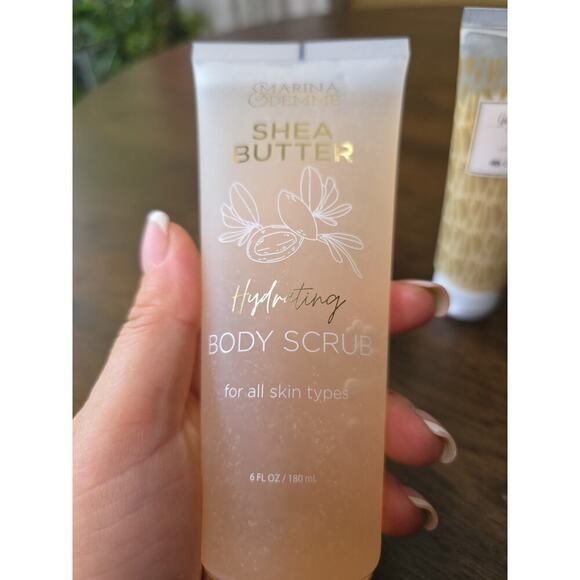 MARINA
& DEMME
SHEA
BUTTER
Hydrating
BODY SCRUB
for all skin types
6 FL OZ / 180 mL